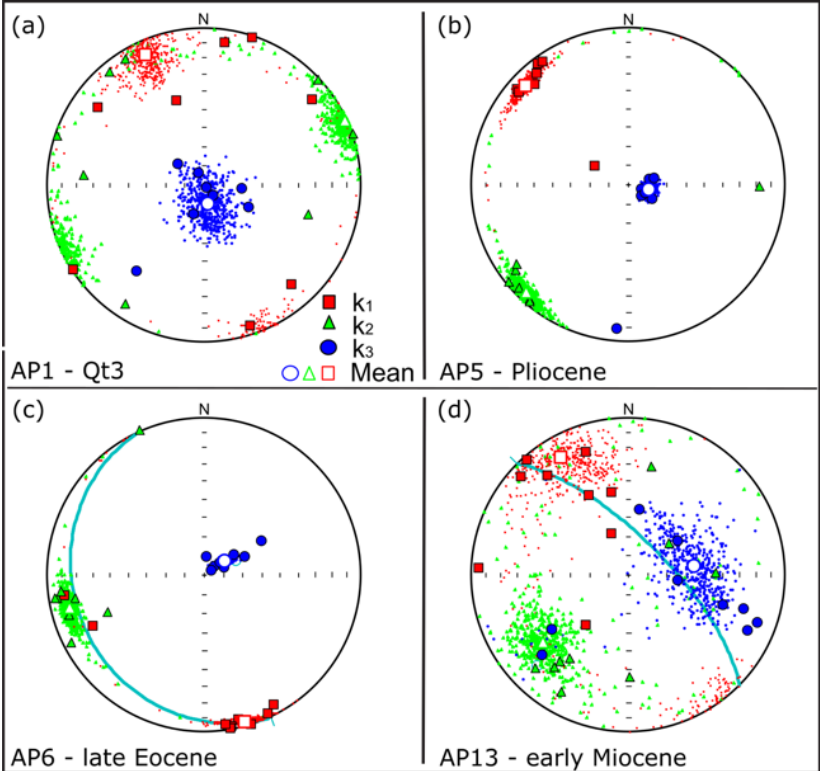 (a)
N
k1
k2
k3
Mean
AP1 - Qt3
(b)
N
AP5 - Pliocene
(c)
N
AP6 - late Eocene
(d)
N
AP13 - early Miocene